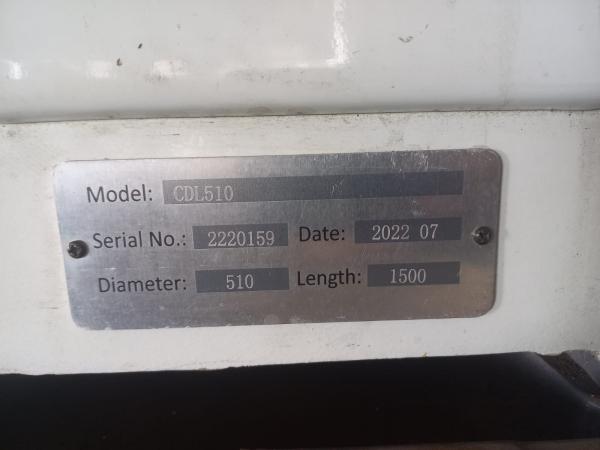 Model: CDL510
Serial No.: 2220159 Date: 2022 07
Diameter: 510 Length: 1500